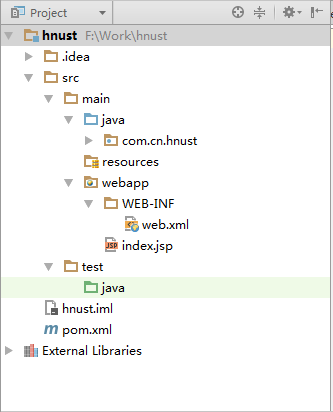 Project
hnust F:\Work\hnust
.idea
src
main
java
com.cn.hnust
resources
webapp
WEB-INF
web.xml
JSP index.jsp
test
java
hnust.iml
m pom.xml
External Libraries